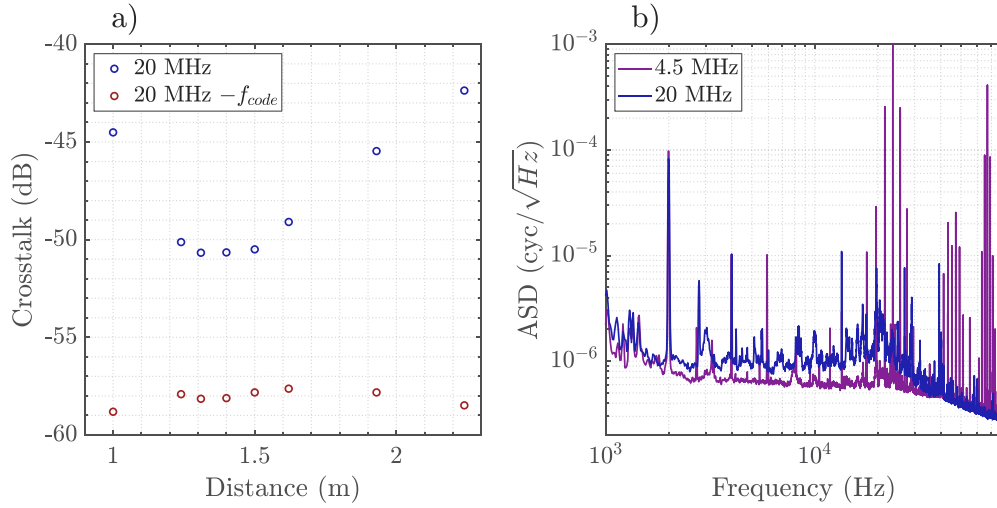 a)
20 MHz
20 MHz −f_code
-40
-45
-50
-55
-60
Crosstalk (dB)
1
1.5
2
Distance (m)
b)
4.5 MHz
20 MHz
10^-3
10^-4
10^-5
10^-6
ASD (cyc/√Hz)
10^3
10^4
Frequency (Hz)